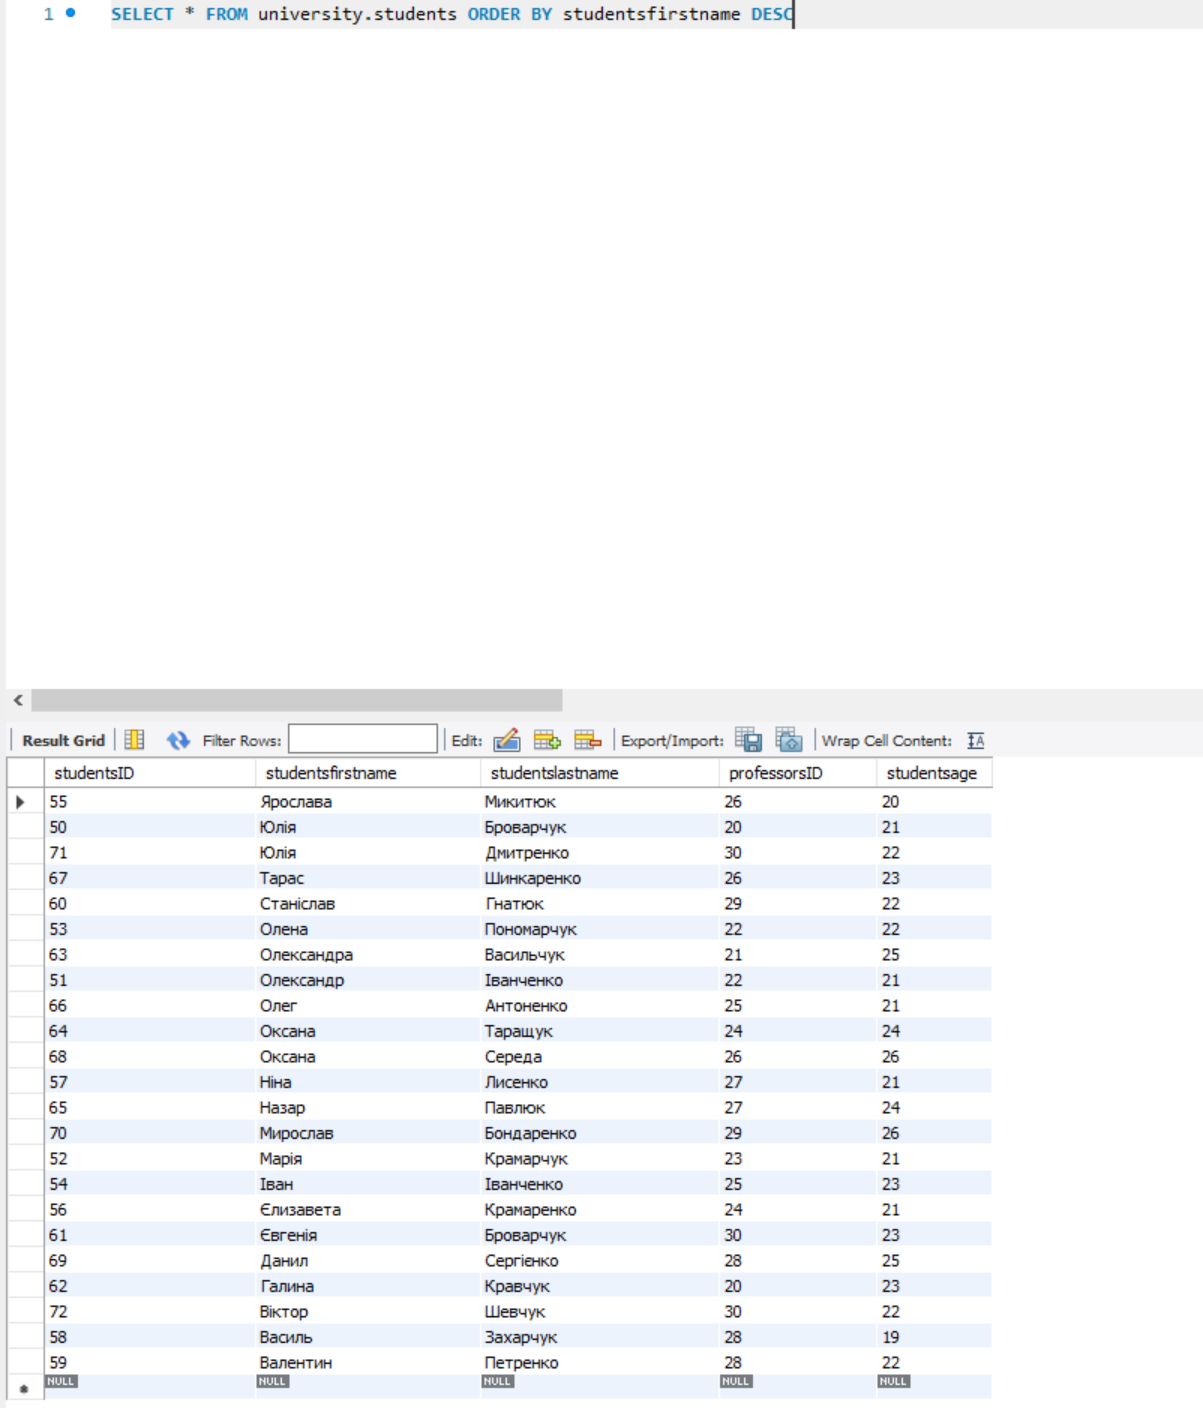 1 SELECT * FROM university.students ORDER BY studentsfirstname DESC
Result Grid Filter Rows: Edit: Export/Import: Wrap Cell Content: IA
studentsID studentsfirstname studentslastname professorsID studentsage
55 Ярослава Микитюк 26 20
50 Юлія Броварчук 20 21
71 Юлія Дмитренко 30 22
67 Тарас Шинкаренко 26 23
60 Станіслав Гнатюк 29 22
53 Олена Пономарчук 22 22
63 Олександра Васильчук 21 25
51 Олександр Іванченко 22 21
66 Олег Антоненко 25 21
64 Оксана Таращук 24 24
68 Оксана Середа 26 26
57 Ніна Лисенко 27 21
65 Назар Павлюк 27 24
70 Мирослав Бондаренко 29 26
52 Марія Крамарчук 23 21
54 Іван Іванченко 25 23
56 Єлизавета Крамаренко 24 21
61 Євгенія Броварчук 30 23
69 Данил Сергієнко 28 25
62 Галина Кравчук 20 23
72 Віктор Шевчук 30 22
58 Василь Захарчук 28 19
59 Валентин Петренко 28 22
NULL NULL NULL NULL NULL